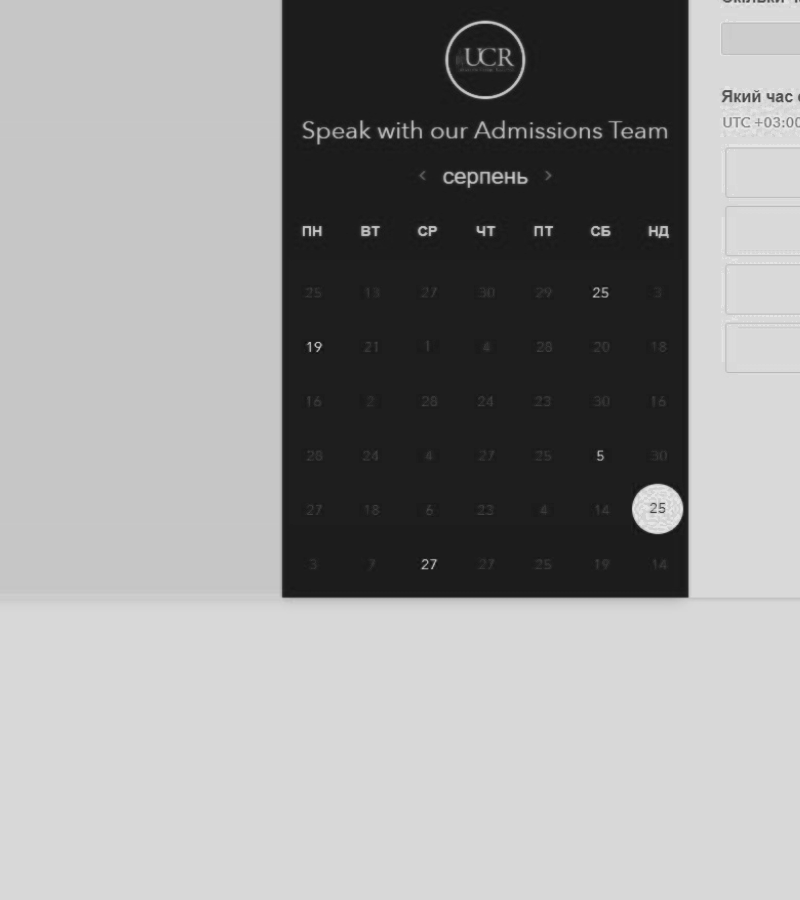 UCR
Speak with our Admissions Team
‹ серпень ›
ПН ВТ СР ЧТ ПТ СБ НД
25 13 27 30 29 25 3
19 21 1 4 28 20 18
16 2 28 24 23 30 16
28 24 4 27 25 5 30
27 18 6 23 4 14 25
3 7 27 27 25 19 14
Який час
UTC +03:00